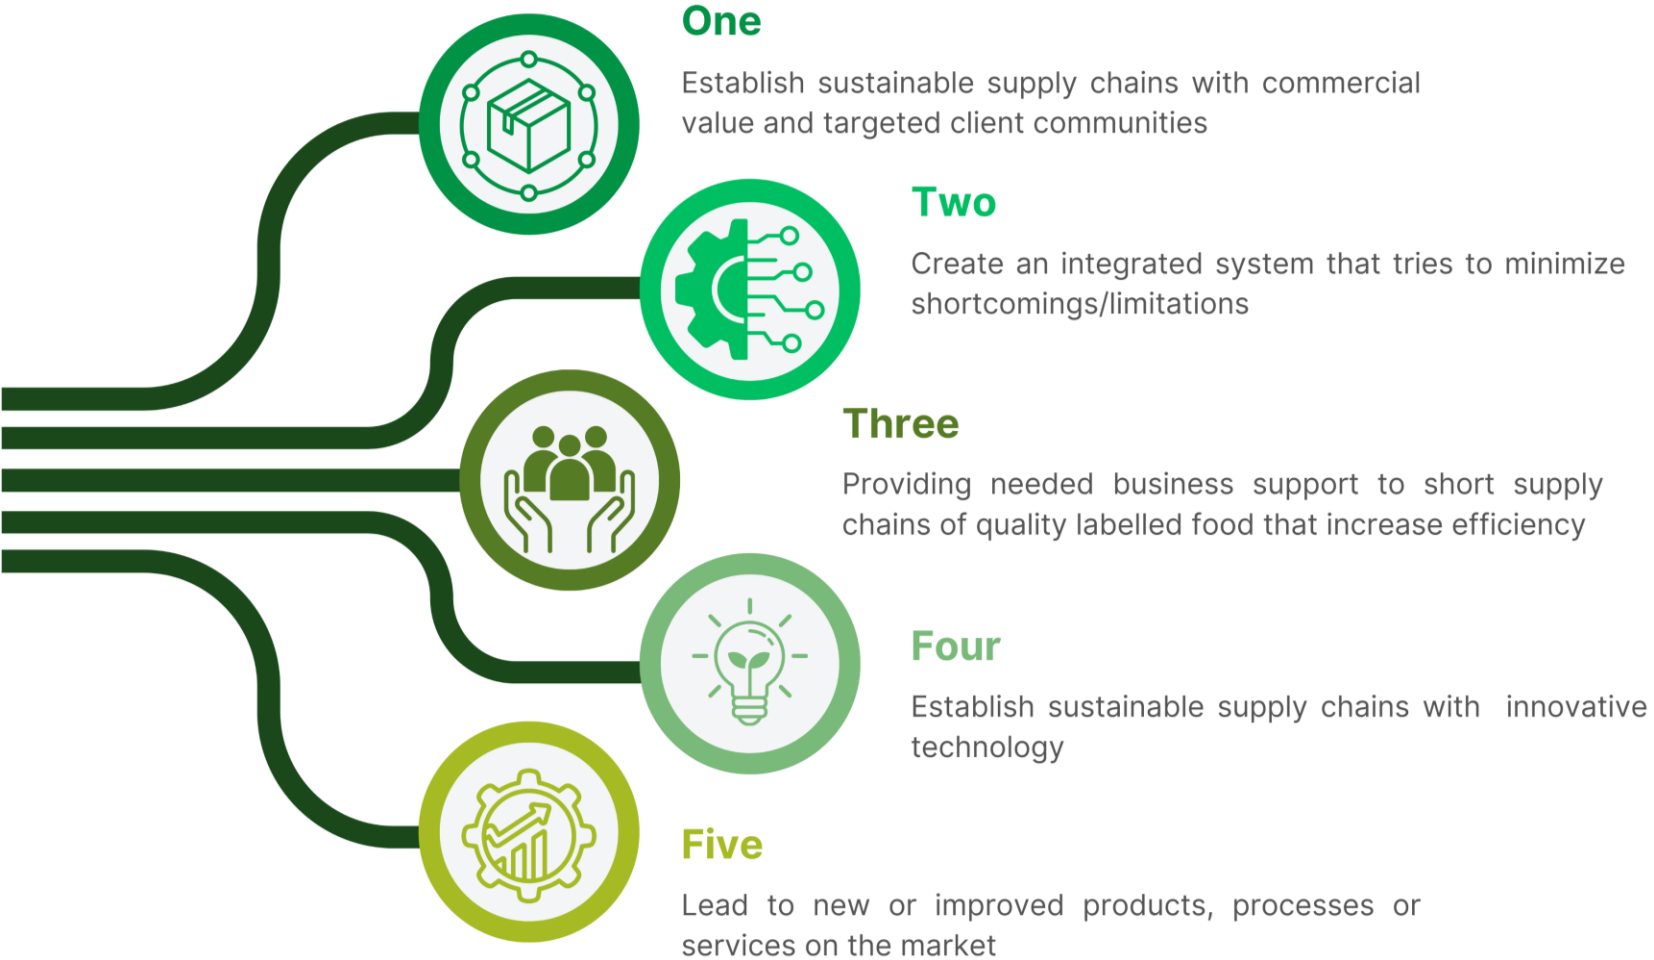 One
Establish sustainable supply chains with commercial
value and targeted client communities
Two
Create an integrated system that tries to minimize
shortcomings/limitations
Three
Providing needed business support to short supply
chains of quality labelled food that increase efficiency
Four
Establish sustainable supply chains with innovative
technology
Five
Lead to new or improved products, processes or
services on the market